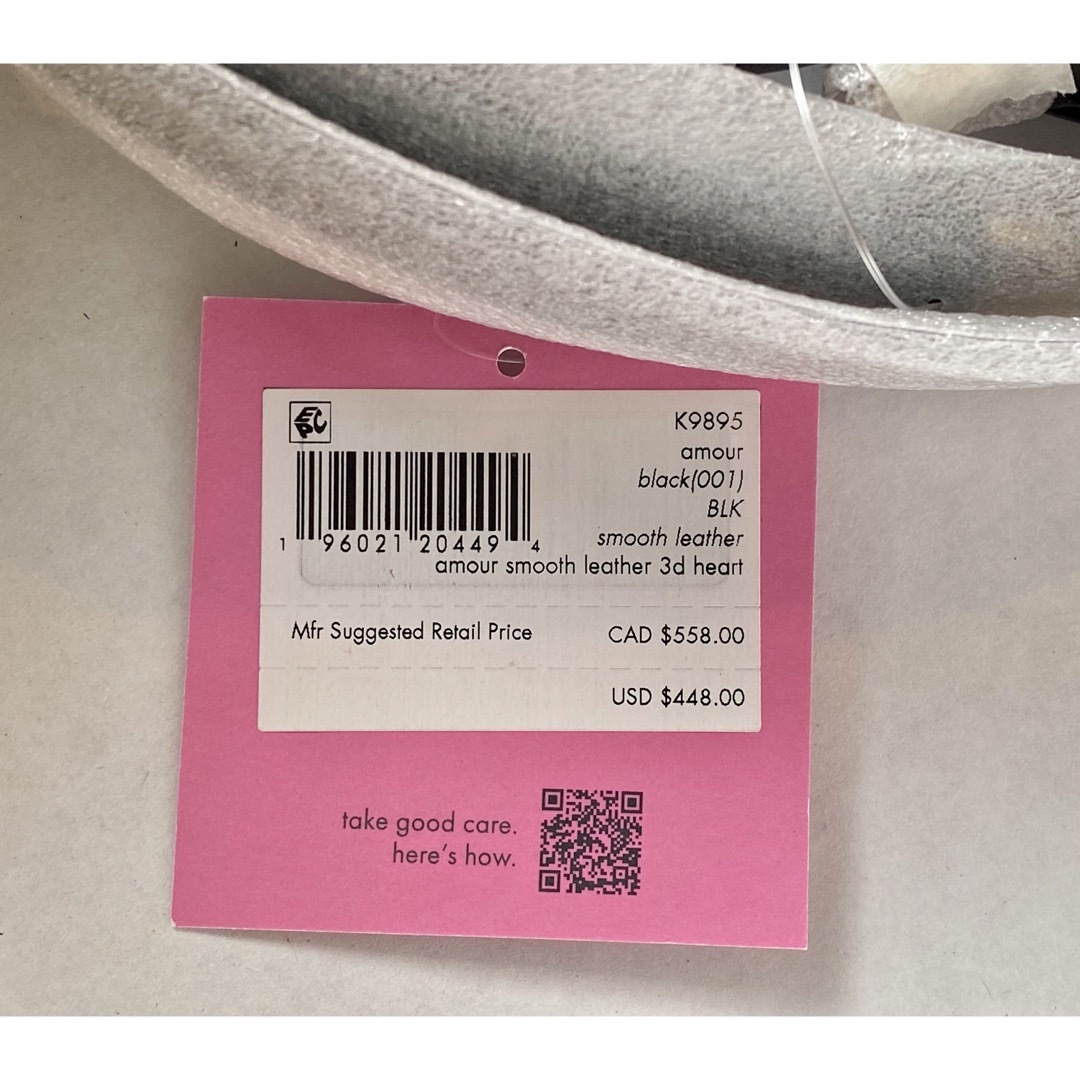 EPC
K9895
amour
black(001)
BLK
smooth leather
1 96021 20449 4
amour smooth leather 3d heart
Mfr Suggested Retail Price CAD $558.00
USD $448.00
take good care.
here's how.